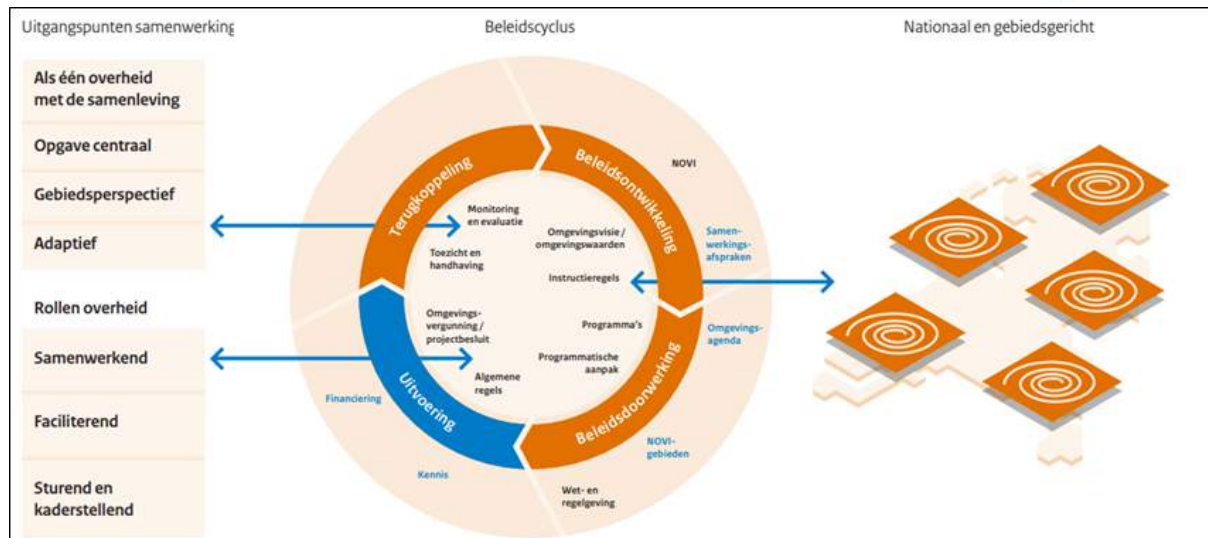 Uitgangspunten samenwerking
Als één overheid
met de samenleving
Opgave centraal
Gebiedsperspectief
Adaptief
Rollen overheid
Samenwerkend
Faciliterend
Sturend en
kaderstellend
Beleidscyclus
Terugkoppeling
Beleidsontwikkeling
Beleidsdoorwerking
Uitvoering
NOVI
Samen-
werkings-
afspraken
Omgevings-
agenda
NOVI-
gebieden
Wet- en
regelgeving
Kennis
Financiering
Monitoring
en evaluatie
Toezicht en
handhaving
Omgevingsvisie /
omgevingswaarden
Instructieregels
Programma's
Programmatische
aanpak
Omgevings-
vergunning /
projectbesluit
Algemene
regels
Nationaal en gebiedsgericht